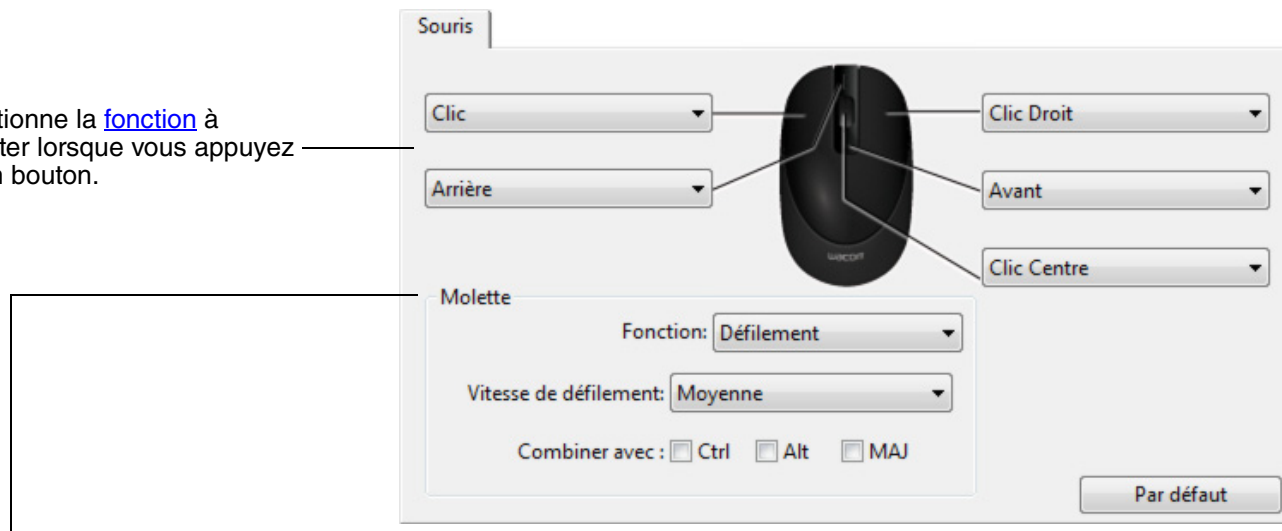 Souris
tionne la fonction à
ter lorsque vous appuyez
bouton.
Clic
Clic Droit
Arrière
Avant
wacom
Clic Centre
Molette
Fonction: Défilement
Vitesse de défilement: Moyenne
Combiner avec : Ctrl Alt MAJ
Par défaut